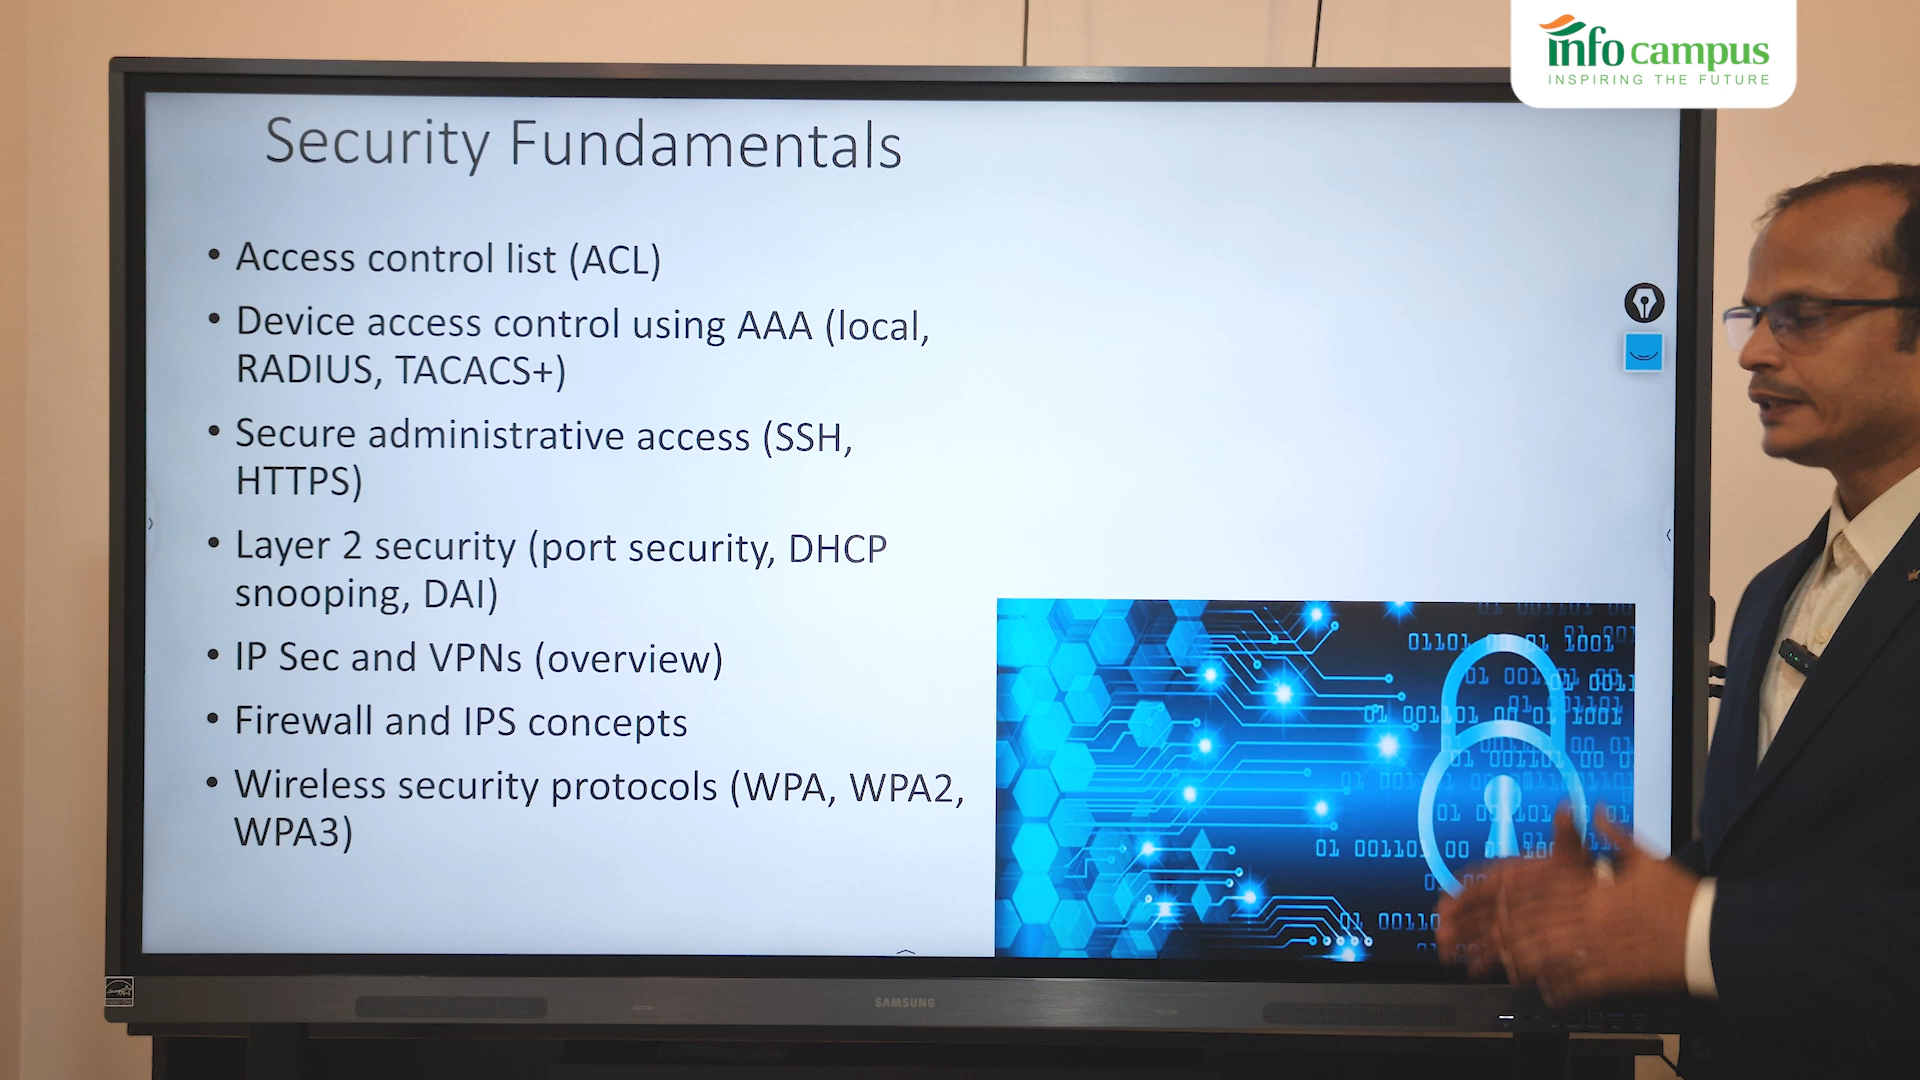 info campus
INSPIRING THE FUTURE
Security Fundamentals
• Access control list (ACL)
• Device access control using AAA (local,
RADIUS, TACACS+)
• Secure administrative access (SSH,
HTTPS)
• Layer 2 security (port security, DHCP
snooping, DAI)
• IP Sec and VPNs (overview)
• Firewall and IPS concepts
• Wireless security protocols (WPA, WPA2,
WPA3)
SAMSUNG